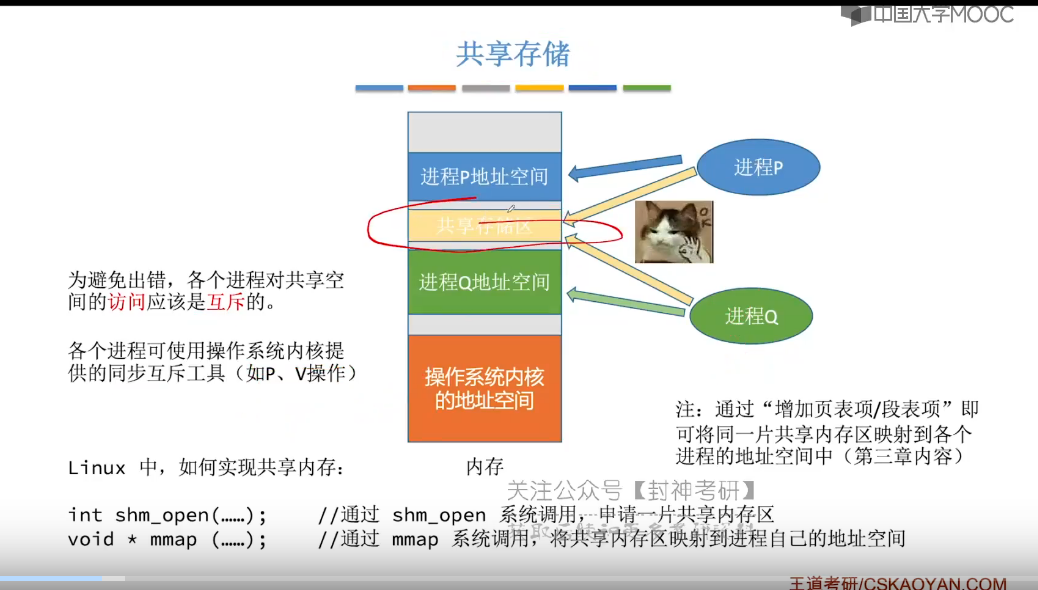 中国大学MOOC
共享存储
进程P地址空间
进程P
共享存储区
进程Q地址空间
进程Q
为避免出错，各个进程对共享空
间的访问应该是互斥的。
各个进程可使用操作系统内核提
供的同步互斥工具（如P、V操作）
操作系统内核
的地址空间
注：通过“增加页表项/段表项”即
可将同一片共享内存区映射到各个
进程的地址空间中（第三章内容）
Linux 中，如何实现共享内存：
内存
关注公众号【封神考研】
int shm_open(……); //通过 shm_open 系统调用，申请一片共享内存区
void * mmap (……); //通过 mmap 系统调用，将共享内存区映射到进程自己的地址空间
王道考研/CSKAOYAN.COM